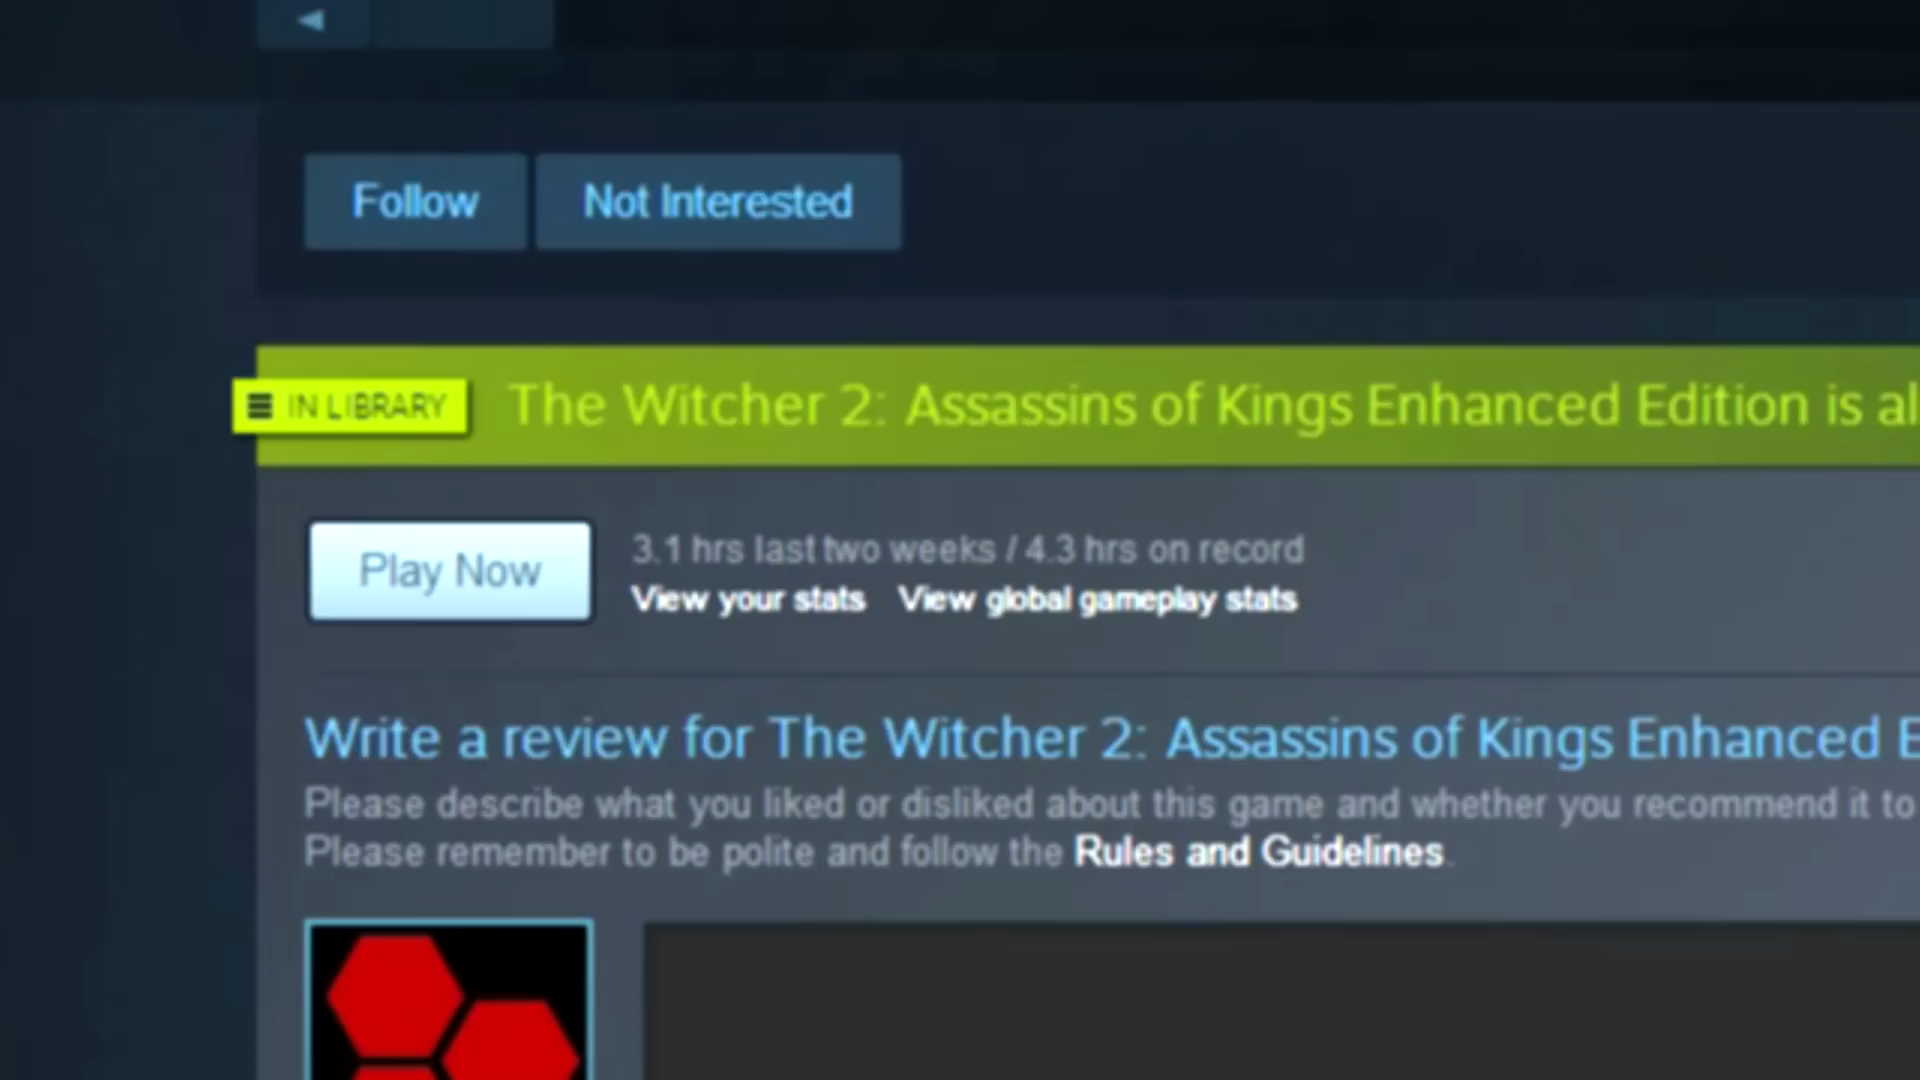 Follow
Not Interested
IN LIBRARY
The Witcher 2: Assassins of Kings Enhanced Edition is al
Play Now
3.1 hrs last two weeks / 4.3 hrs on record
View your stats View global gameplay stats
Write a review for The Witcher 2: Assassins of Kings Enhanced E
Please describe what you liked or disliked about this game and whether you recommend it to
Please remember to be polite and follow the Rules and Guidelines.